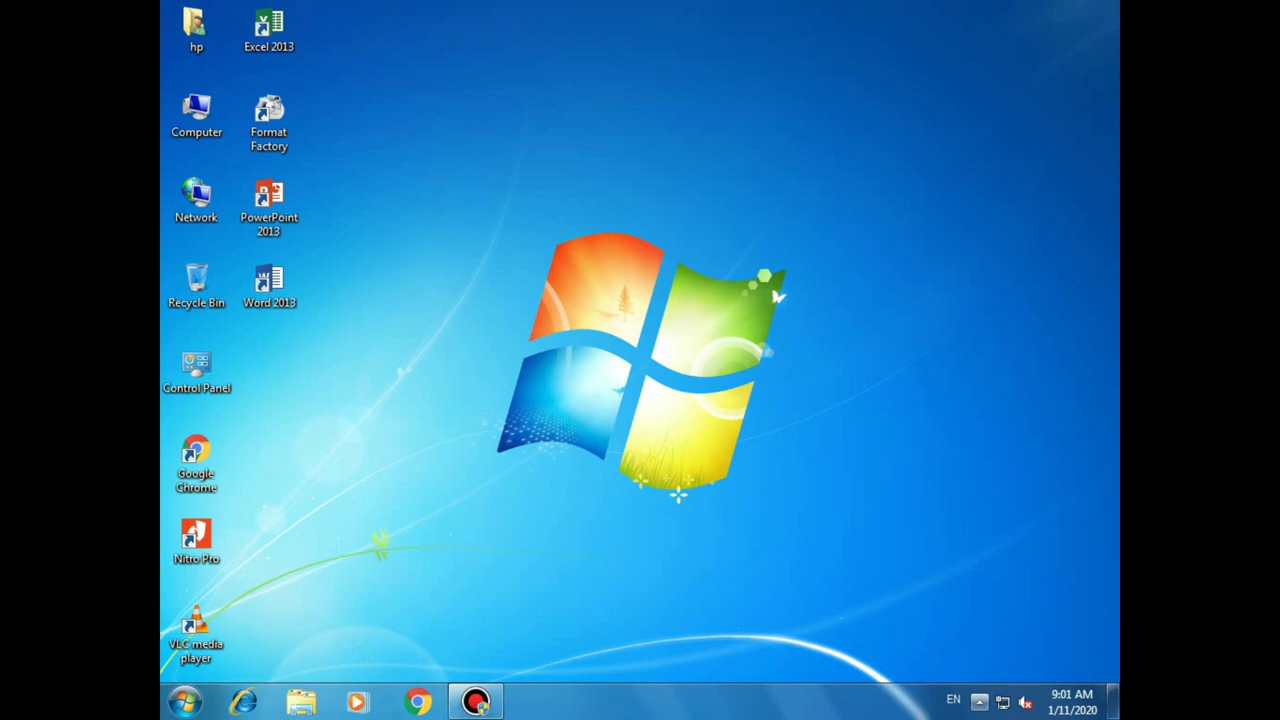 hp
Excel 2013
Computer
Format
Factory
Network
PowerPoint
2013
Recycle Bin
Word 2013
Control Panel
Google
Chrome
Nitro Pro
VLC media
player
EN
9:01 AM
1/11/2020